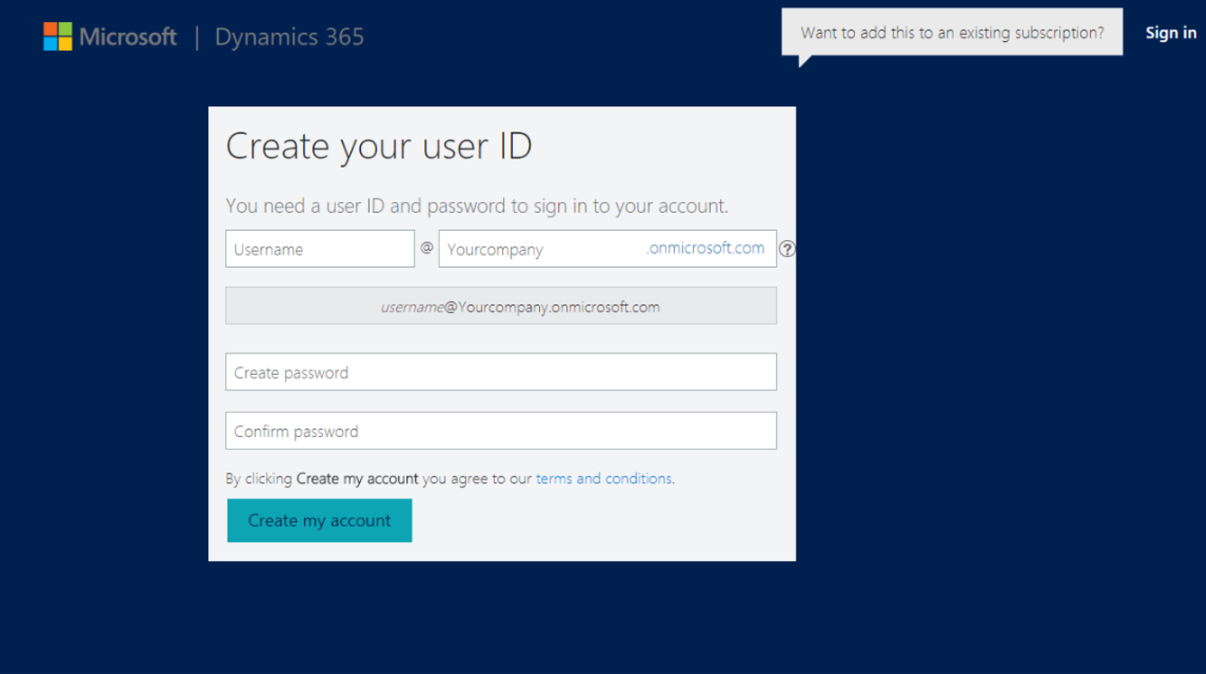 Microsoft | Dynamics 365
Want to add this to an existing subscription?
Sign in
Create your user ID
You need a user ID and password to sign in to your account.
Username @ Yourcompany .onmicrosoft.com ?
username@Yourcompany.onmicrosoft.com
Create password
Confirm password
By clicking Create my account you agree to our terms and conditions.
Create my account